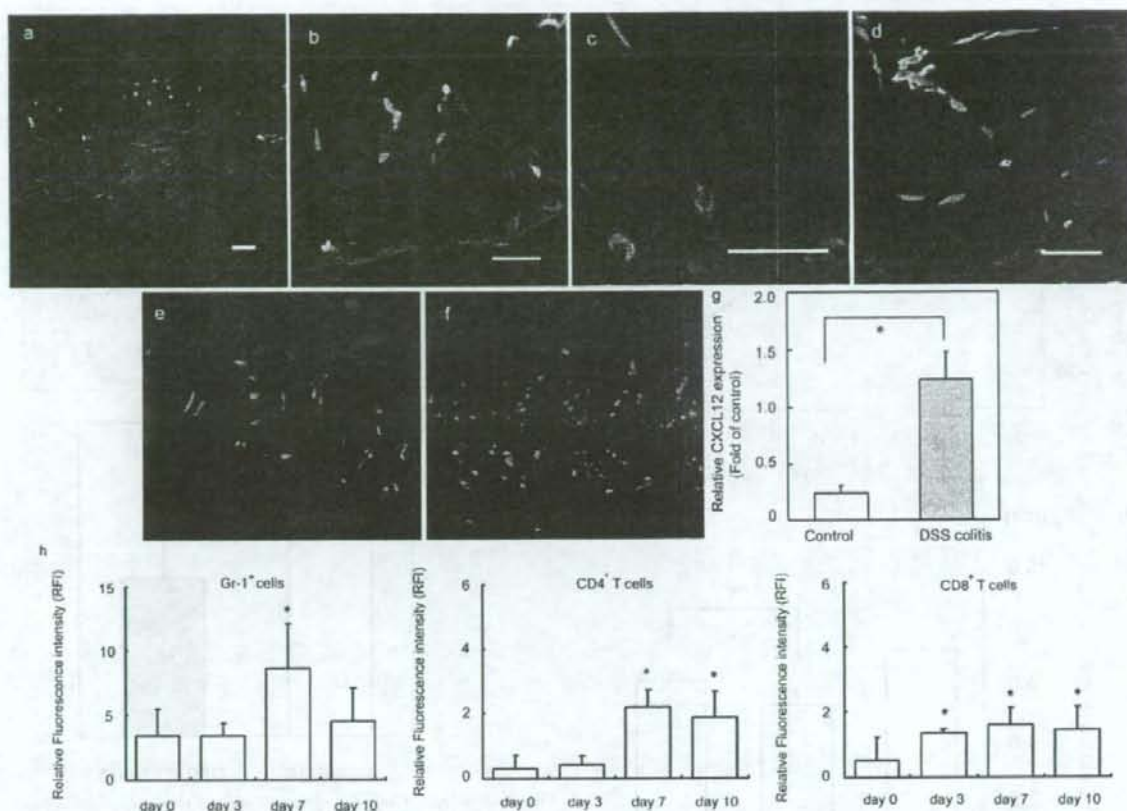 a
b
c
d
e
f
g
Relative CXCL12 expression
(Fold of control)
2.0
1.5
1.0
0.5
0
*
Control
DSS colitis
h
Relative Fluorescence intensity (RFI)
15
10
5
0
Gr-1⁺ cells
*
day 0
day 3
day 7
day 10
Relative Fluorescence intensity (RFI)
6
4
2
0
CD4⁺ T cells
*
*
day 0
day 3
day 7
day 10
Relative Fluorescence intensity (RFI)
6
4
2
0
CD8⁺ T cells
*
*
*
day 0
day 3
day 7
day 10